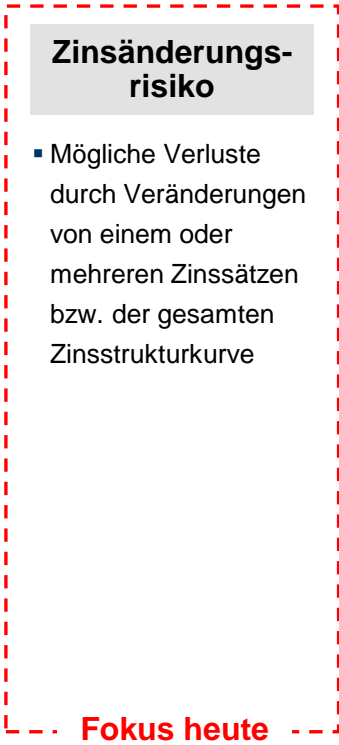 Zinsänderungs-
risiko
▪ Mögliche Verluste
durch Veränderungen
von einem oder
mehreren Zinssätzen
bzw. der gesamten
Zinsstrukturkurve
Fokus heute